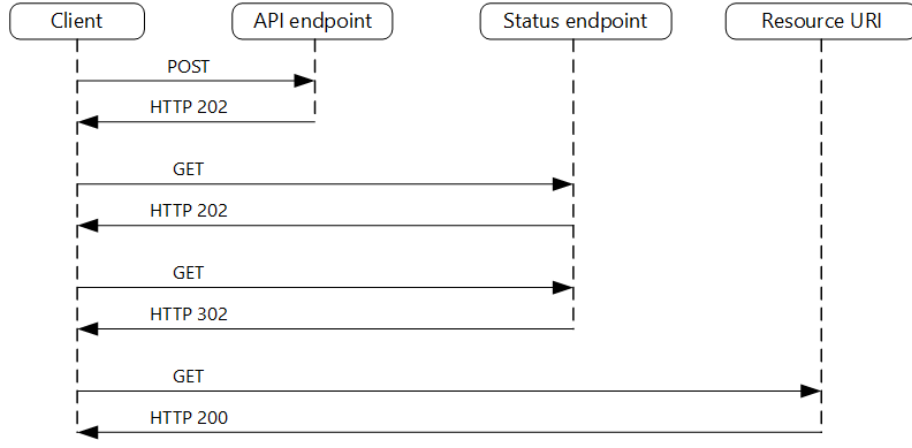 Client
API endpoint
Status endpoint
Resource URI
POST
HTTP 202
GET
HTTP 202
GET
HTTP 302
GET
HTTP 200